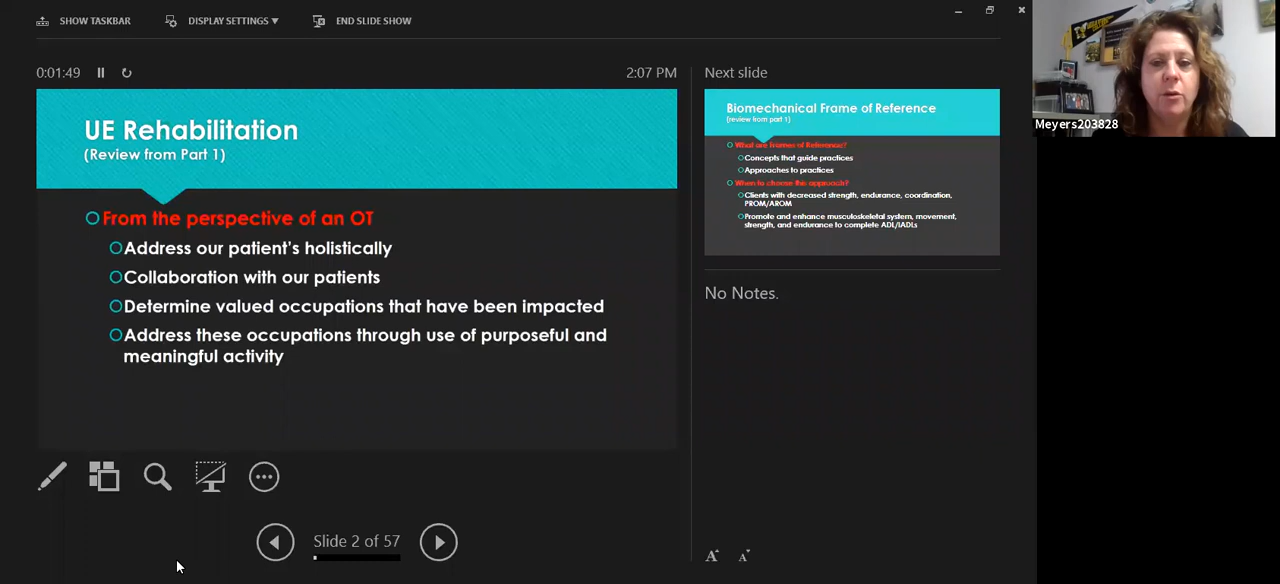 SHOW TASKBAR
DISPLAY SETTINGS ▼
END SLIDE SHOW
0:01:49
2:07 PM
UE Rehabilitation
(Review from Part 1)
From the perspective of an OT
Address our patient's holistically
Collaboration with our patients
Determine valued occupations that have been impacted
Address these occupations through use of purposeful and
meaningful activity
Slide 2 of 57
Next slide
Biomechanical Frame of Reference
(review from part 1)
What are Frames of Reference?
Concepts that guide practices
Approaches to practices
When to choose this approach?
Clients with decreased strength, endurance, coordination,
PROM/AROM
Promote and enhance musculoskeletal system, movement,
strength, and endurance to complete ADL/IADLs
No Notes.
A A
Meyers203828